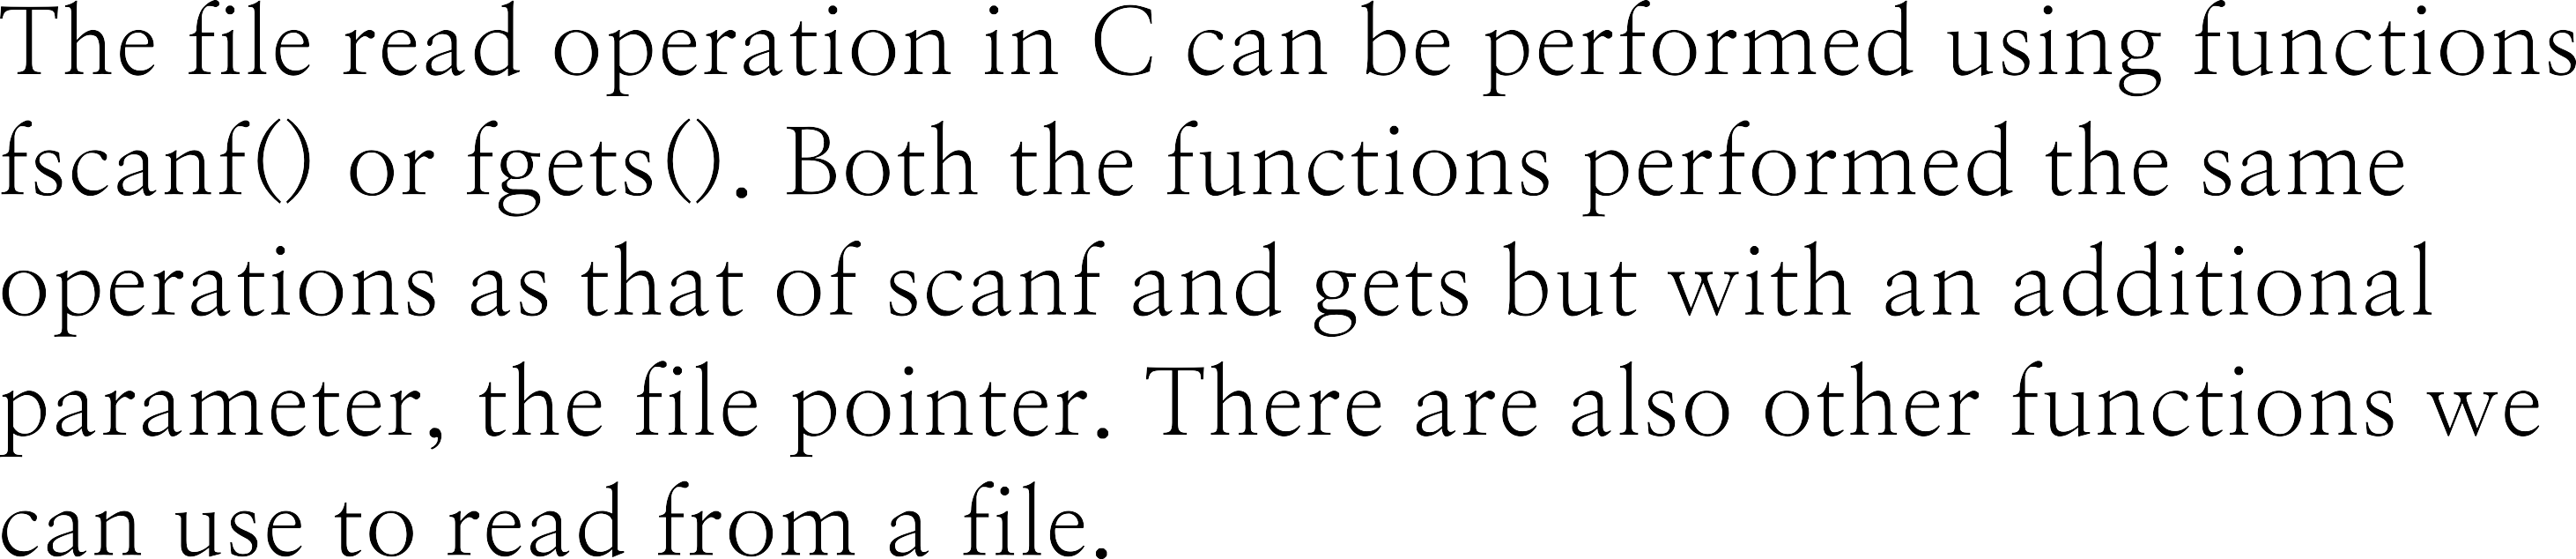 The file read operation in C can be performed using functions
fscanf() or fgets(). Both the functions performed the same
operations as that of scanf and gets but with an additional
parameter, the file pointer. There are also other functions we
can use to read from a file.